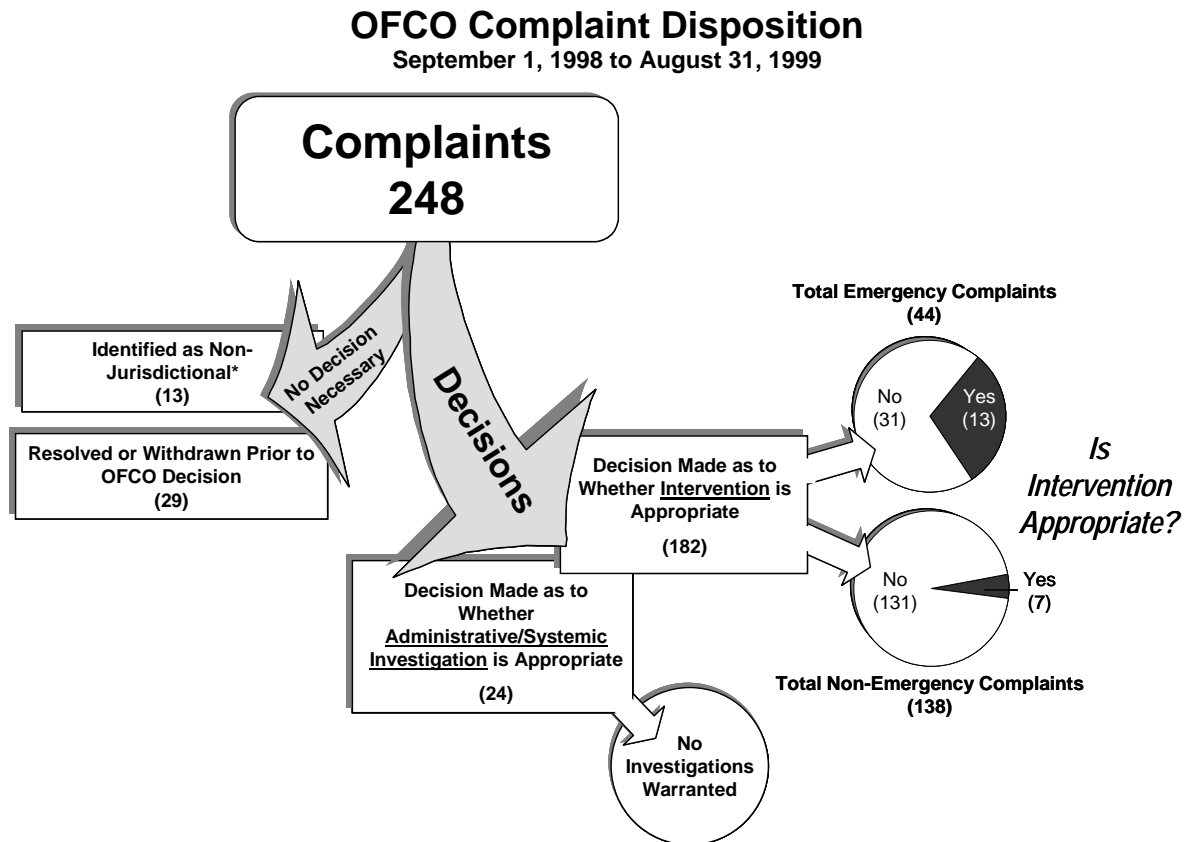 OFCO Complaint Disposition
September 1, 1998 to August 31, 1999
Complaints
248
No Decision
Necessary
Decisions
Identified as Non-
Jurisdictional*
(13)
Resolved or Withdrawn Prior to
OFCO Decision
(29)
Decision Made as to
Whether Intervention is
Appropriate
(182)
Total Emergency Complaints
(44)
No
(31)
Yes
(13)
Is
Intervention
Appropriate?
No
(131)
Yes
(7)
Total Non-Emergency Complaints
(138)
Decision Made as to
Whether
Administrative/Systemic
Investigation is Appropriate
(24)
No
Investigations
Warranted